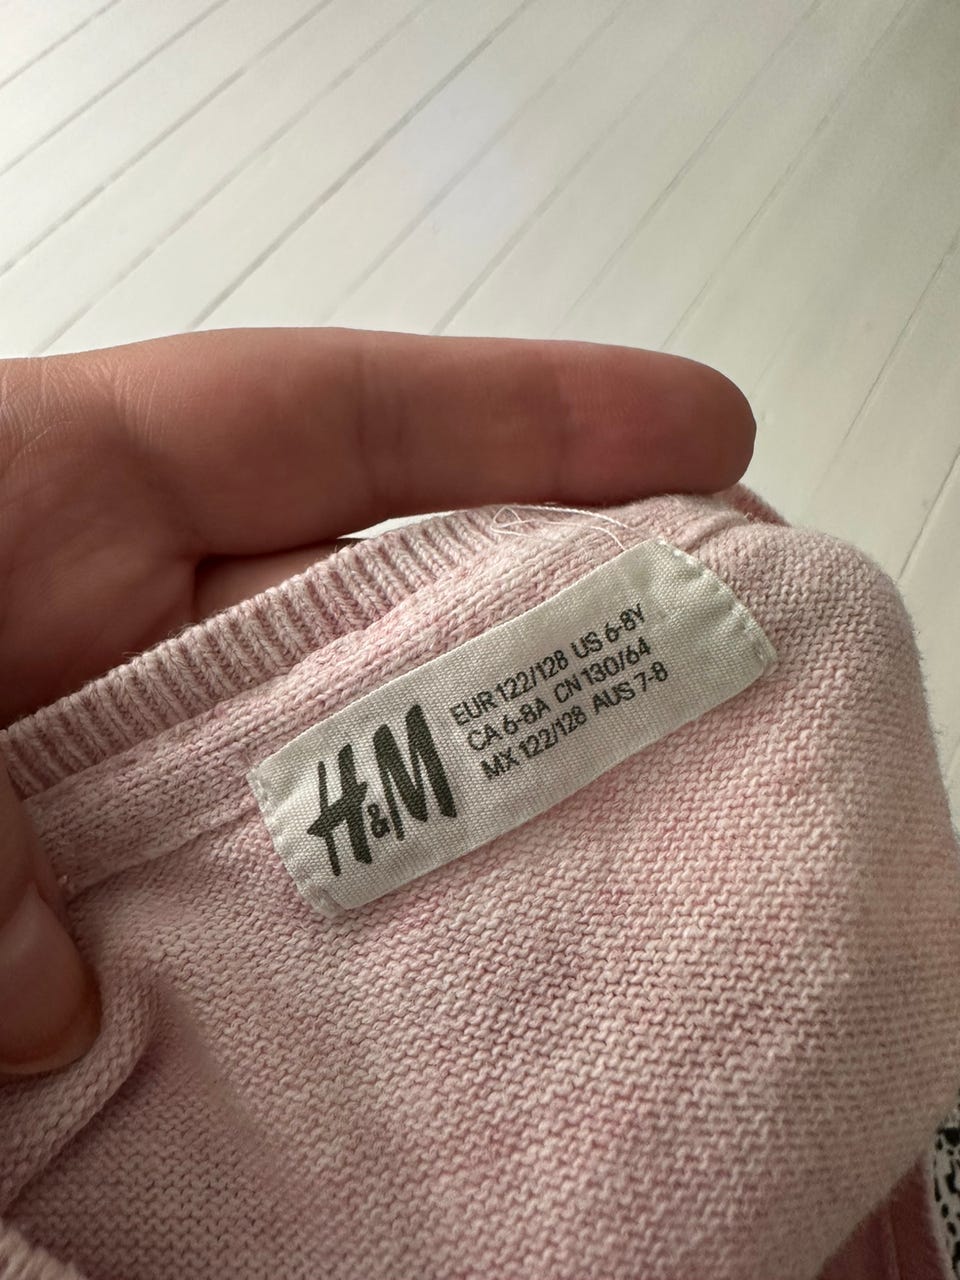 H&M
EUR 122/128 US 6-8Y
CA 6-8A CN 130/64
MX 122/128 AUS 7-8